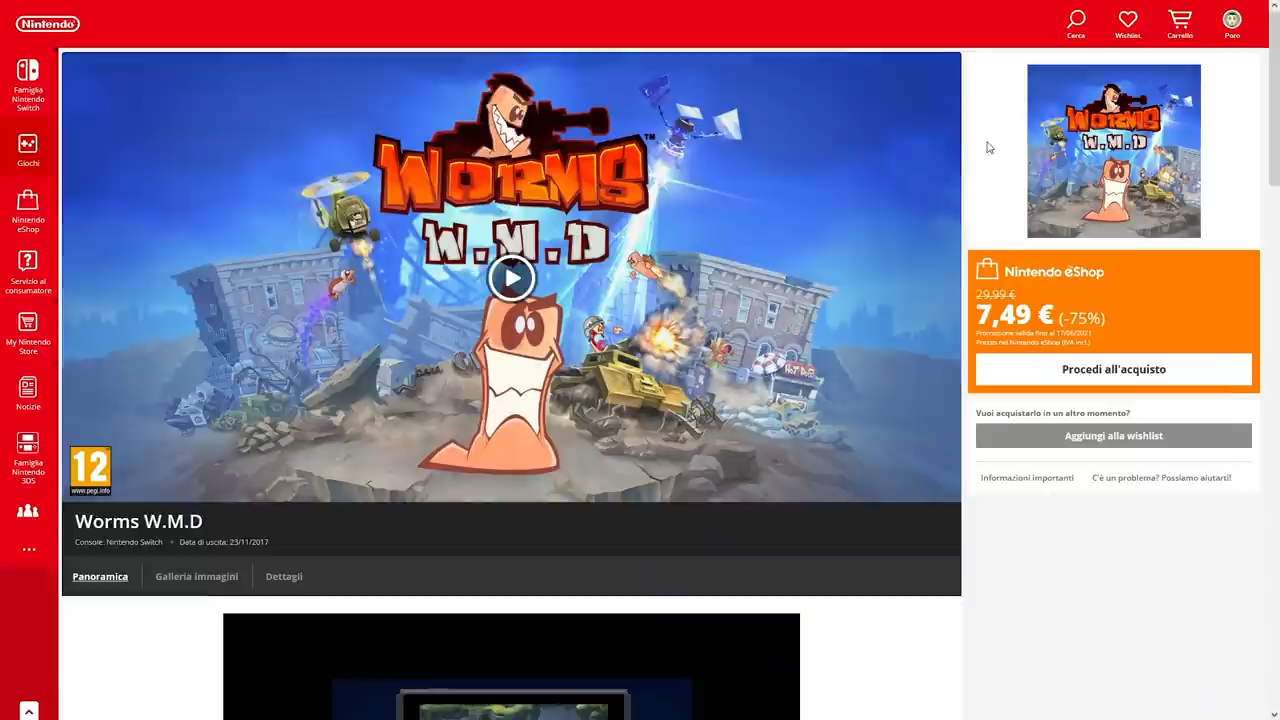 Nintendo
Cerca
Wishlist
Carrello
Poro
Famiglia
Nintendo
Switch
Giochi
Nintendo
eShop
Servizio al
consumatore
My Nintendo
Store
Notizie
Famiglia
Nintendo
3DS
...
WORMS™
W.M.D
HOT DOGS
12
www.pegi.info
Worms W.M.D
Console: Nintendo Switch • Data di uscita: 23/11/2017
Panoramica
Galleria immagini
Dettagli
WORMS
W.M.D
Nintendo eShop
29,99 €
7,49 € (-75%)
Promozione valida fino al 17/06/2021
Prezzo nel Nintendo eShop (IVA incl.)
Procedi all'acquisto
Vuoi acquistarlo in un altro momento?
Aggiungi alla wishlist
Informazioni importanti
C'è un problema? Possiamo aiutarti!